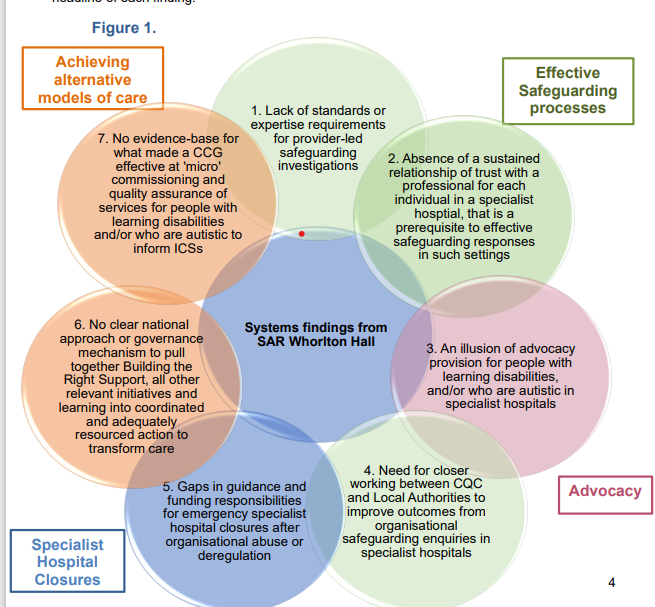 headline of each finding.
Figure 1.
Achieving
alternative
models of care
Effective
Safeguarding
processes
1. Lack of standards or
expertise requirements
for provider-led
safeguarding
investigations
2. Absence of a sustained
relationship of trust with a
professional for each
individual in a specialist
hosptial, that is a
prerequisite to effective
safeguarding responses
in such settings
3. An illusion of advocacy
provision for people with
learning disabilities,
and/or who are autistic in
specialist hospitals
4. Need for closer
working between CQC
and Local Authorities to
improve outcomes from
organisational
safeguarding enquiries in
specialist hospitals
5. Gaps in guidance and
funding responsibilities
for emergency specialist
hospital closures after
organisational abuse or
deregulation
6. No clear national
approach or governance
mechanism to pull
together Building the
Right Support, all other
relevant initiatives and
learning into coordinated
and adequately
resourced action to
transform care
7. No evidence-base for
what made a CCG
effective at 'micro'
commissioning and
quality assurance of
services for people with
learning disabilities
and/or who are autistic to
inform ICSs
Systems findings from
SAR Whorlton Hall
Advocacy
Specialist
Hospital
Closures
4